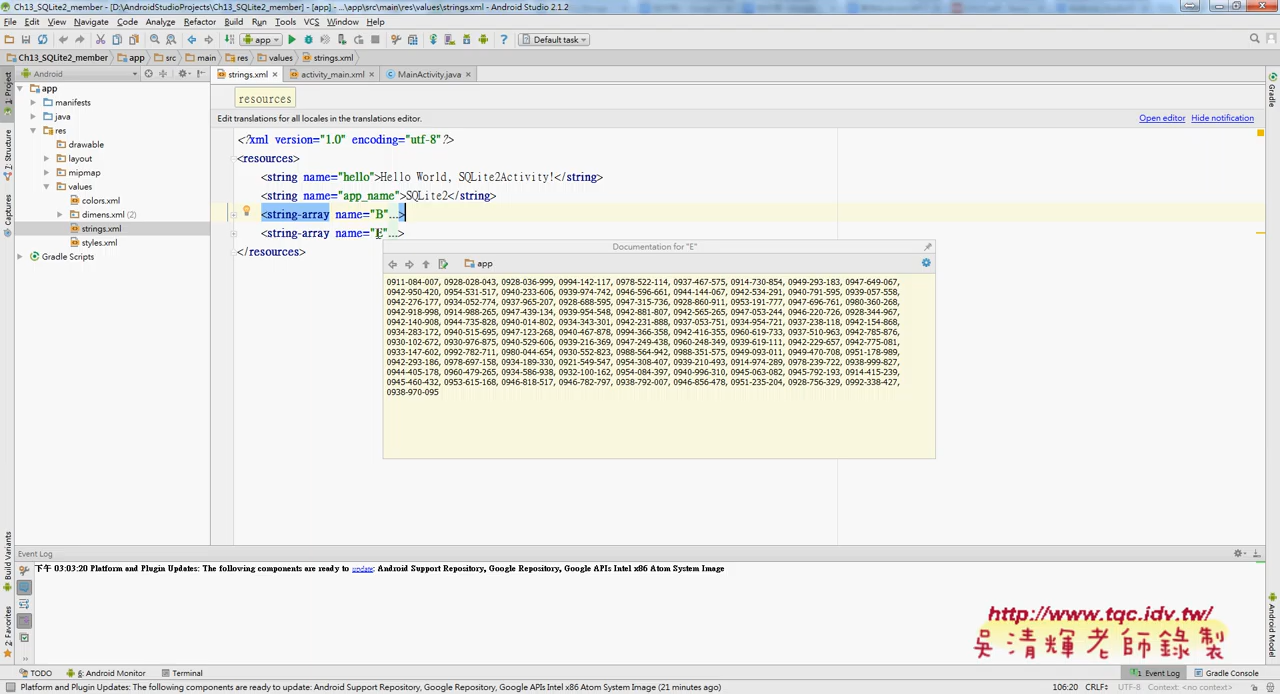 Ch13_SQLite2_member - [D:\AndroidStudioProjects\Ch13_SQLite2_member] - [app] - ...\app\src\main\res\values\strings.xml - Android Studio 2.1.2
File Edit View Navigate Code Analyze Refactor Build Run Tools VCS Window Help
app Default task
Ch13_SQLite2_member app src main res values strings.xml
Android
strings.xml activity_main.xml MainActivity.java
1: Project
Structure
Captures
Build Variants
2: Favorites
Gradle
Android Model
app
manifests
java
res
drawable
layout
mipmap
values
colors.xml
dimens.xml (2)
strings.xml
styles.xml
Gradle Scripts
resources
Edit translations for all locales in the translations editor. Open editor Hide notification
<?xml version="1.0" encoding="utf-8"?>
<resources>
<string name="hello">Hello World, SQLite2Activity!</string>
<string name="app_name">SQLite2</string>
<string-array name="B"...>
<string-array name="E"...>
</resources>
Documentation for "E"
app
0911-084-007, 0928-028-043, 0928-036-999, 0994-142-117, 0978-522-114, 0937-467-575, 0914-730-854, 0949-293-183, 0947-649-067,
0942-950-420, 0954-531-517, 0940-233-606, 0939-974-742, 0946-596-661, 0944-144-067, 0942-534-291, 0940-791-595, 0939-057-558,
0942-276-177, 0934-052-774, 0937-965-207, 0928-688-595, 0947-315-736, 0928-860-911, 0953-191-777, 0947-696-761, 0980-360-268,
0942-918-998, 0914-988-265, 0947-439-134, 0939-954-548, 0942-881-807, 0942-565-265, 0947-053-244, 0946-220-726, 0928-344-967,
0942-140-908, 0944-735-828, 0940-014-802, 0934-343-301, 0942-231-888, 0937-053-751, 0934-954-721, 0937-238-118, 0942-154-868,
0934-283-172, 0940-515-695, 0947-123-268, 0940-467-878, 0994-366-358, 0942-416-355, 0960-619-733, 0937-510-963, 0942-785-876,
0930-102-672, 0930-976-875, 0940-529-606, 0939-216-369, 0947-249-438, 0960-248-349, 0939-619-111, 0942-229-657, 0942-775-081,
0933-147-602, 0992-782-711, 0980-044-654, 0930-552-823, 0988-564-942, 0988-351-575, 0949-093-011, 0949-470-708, 0951-178-989,
0942-293-186, 0978-697-158, 0934-189-330, 0921-549-547, 0954-308-407, 0939-210-493, 0914-974-289, 0978-239-722, 0938-999-827,
0944-405-178, 0960-479-265, 0934-586-938, 0932-100-162, 0954-084-397, 0940-996-310, 0945-063-082, 0945-792-193, 0914-415-239,
0945-460-432, 0953-615-168, 0946-818-517, 0946-782-797, 0938-792-007, 0946-856-478, 0951-235-204, 0928-756-329, 0992-338-427,
0938-970-095
Event Log
下午 03:03:20 Platform and Plugin Updates: The following components are ready to update: Android Support Repository, Google Repository, Google APIs Intel x86 Atom System Image
http://www.tqc.idv.tw/
吳清輝老師錄製
TODO 6: Android Monitor Terminal Event Log Gradle Console
Platform and Plugin Updates: The following components are ready to update: Android Support Repository, Google Repository, Google APIs Intel x86 Atom System Image (21 minutes ago) 106:20 CRLF÷ UTF-8 Context: <no context>